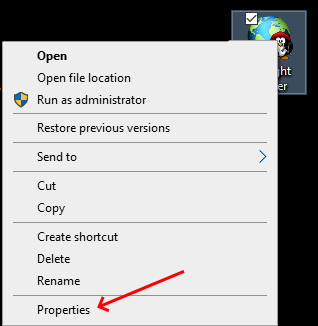 Open
Open file location
Run as administrator
Restore previous versions
Send to
Cut
Copy
Create shortcut
Delete
Rename
Properties